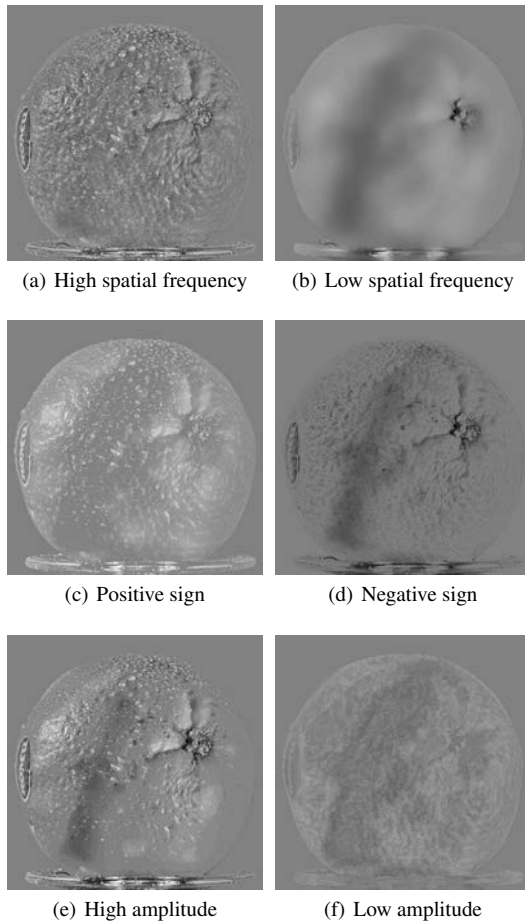 (a) High spatial frequency
(b) Low spatial frequency
(c) Positive sign
(d) Negative sign
(e) High amplitude
(f) Low amplitude